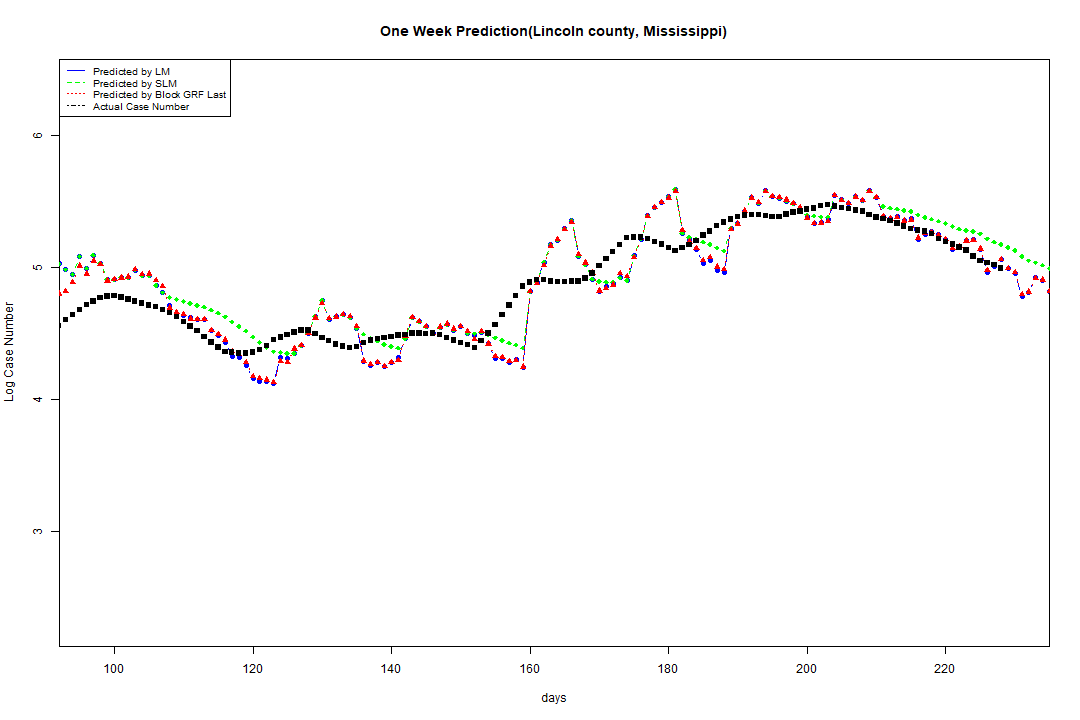 One Week Prediction(Lincoln county, Mississippi)
Predicted by LM
Predicted by SLM
Predicted by Block GRF Last
Actual Case Number
Log Case Number
6
5
4
3
100 120 140 160 180 200 220
days